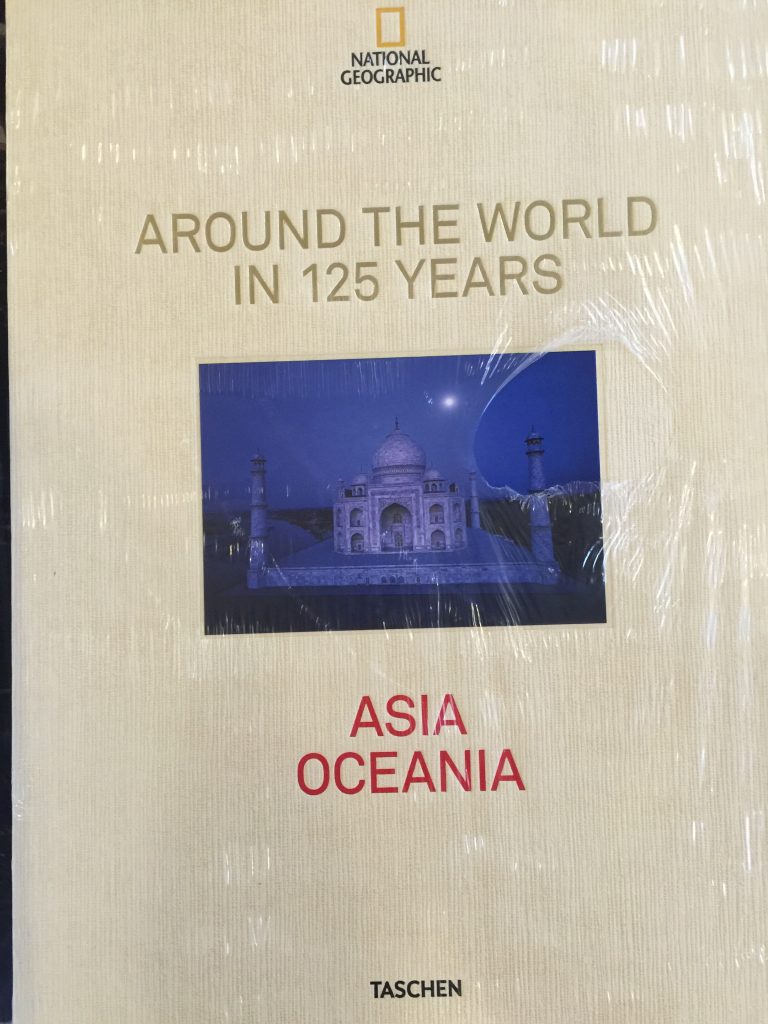 NATIONAL
GEOGRAPHIC
AROUND THE WORLD
IN 125 YEARS
ASIA
OCEANIA
TASCHEN